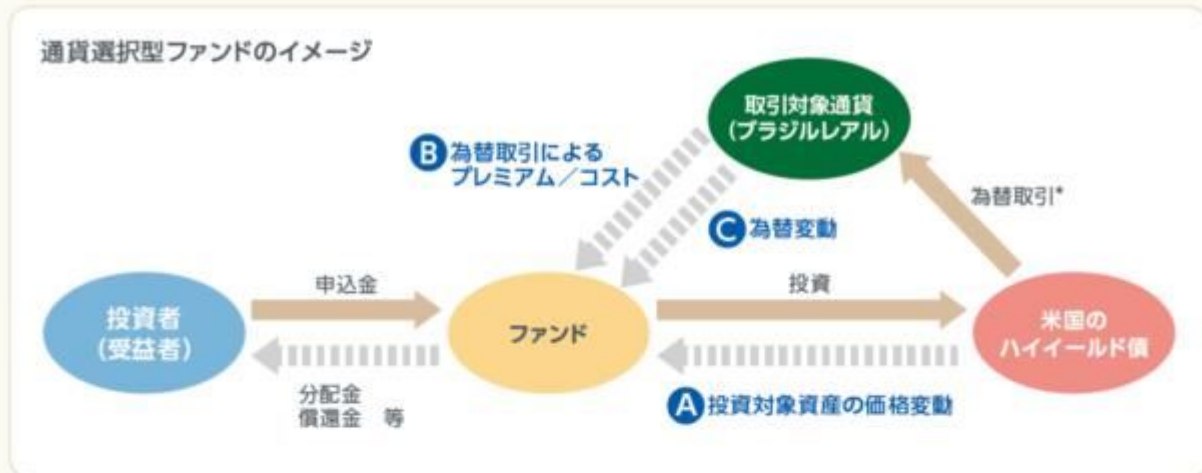 通貨選択型ファンドのイメージ
取引対象通貨
(ブラジルレアル)
B 為替取引による
プレミアム／コスト
為替取引*
C 為替変動
申込金
投資
投資者
(受益者)
ファンド
米国の
ハイイールド債
分配金
償還金 等
A 投資対象資産の価格変動